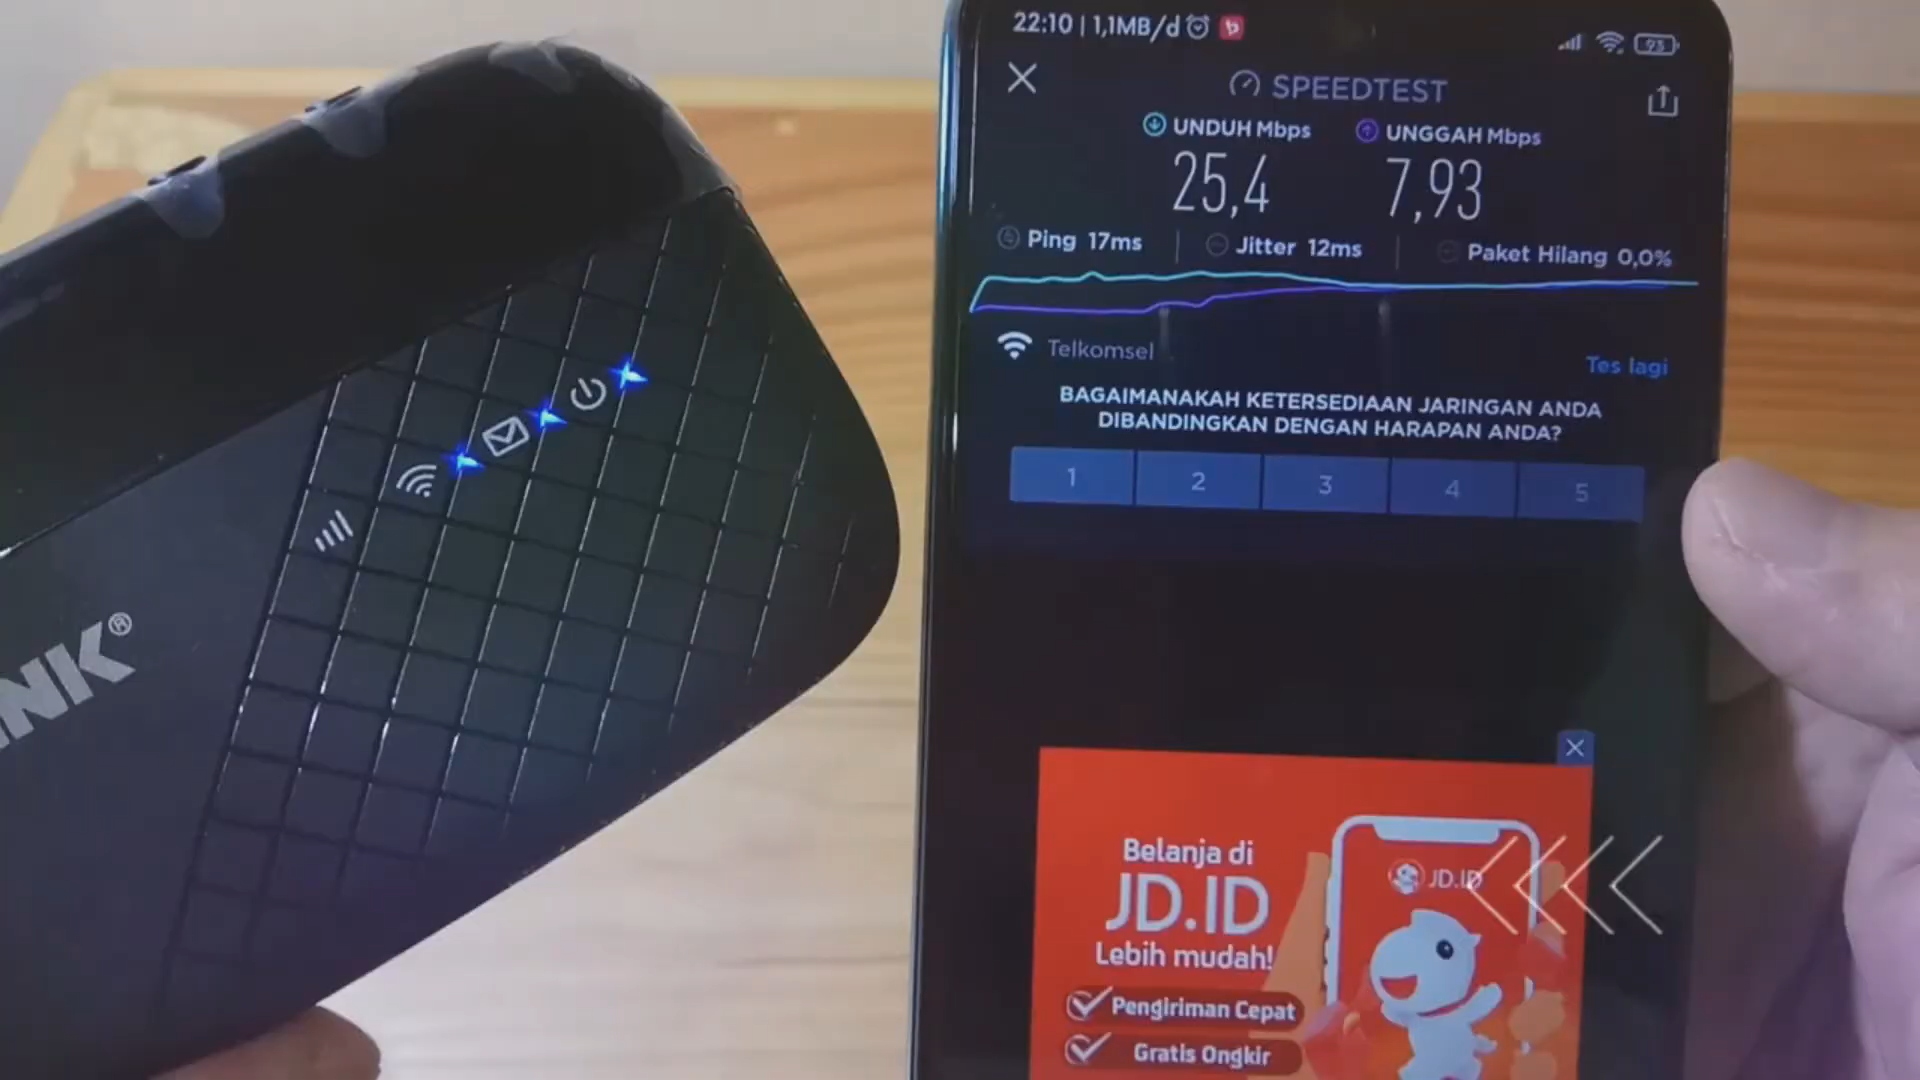 22:10 | 1,1MB/d
93
SPEEDTEST
UNDUH Mbps
UNGGAH Mbps
25,4
7,93
Ping 17ms
Jitter 12ms
Paket Hilang 0,0%
Telkomsel
Tes lagi
BAGAIMANAKAH KETERSEDIAAN JARINGAN ANDA
DIBANDINGKAN DENGAN HARAPAN ANDA?
1 2 3 4 5
Belanja di
JD.ID
Lebih mudah!
Pengiriman Cepat
Gratis Ongkir
JD.ID
INK®